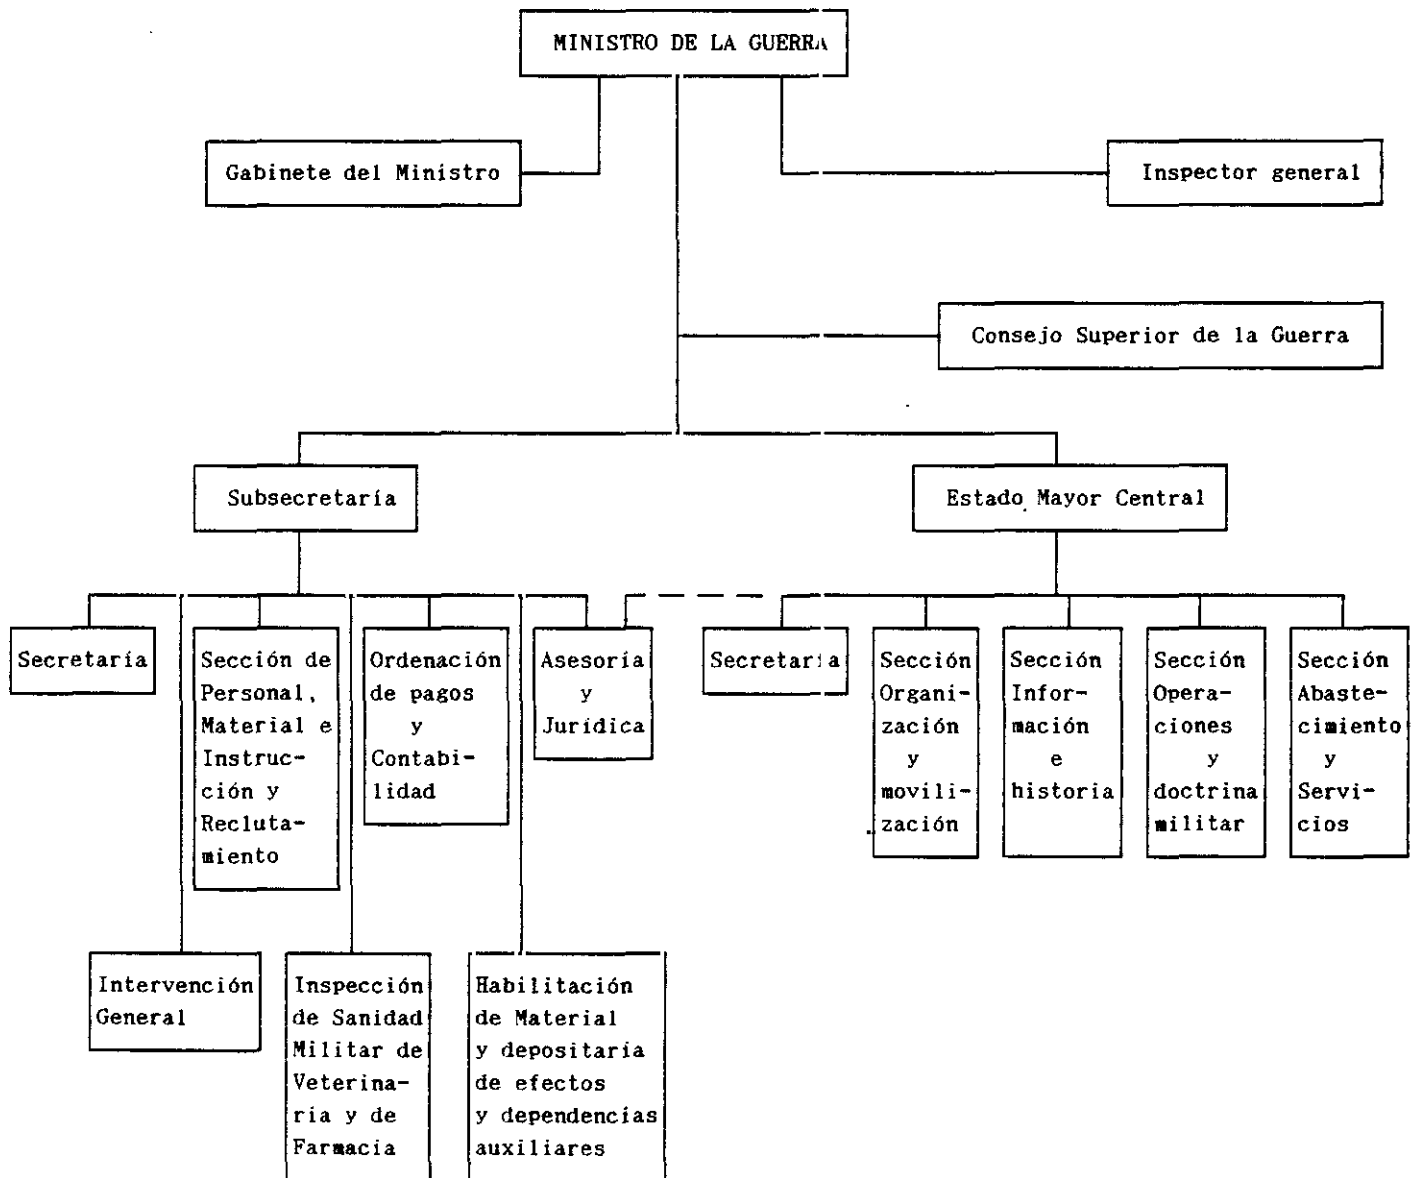 MINISTRO DE LA GUERRA
Gabinete del Ministro
Inspector general
Consejo Superior de la Guerra
Subsecretaría
Estado Mayor Central
Secretaría
Sección de
Personal,
Material e
Instruc-
ción y
Recluta-
miento
Ordenación
de pagos
y
Contabi-
lidad
Asesoría
y
Jurídica
Secretaría
Sección
Organi-
zación
y
movili-
zación
Sección
Infor-
mación
e
historia
Sección
Opera-
ciones
y
doctrina
militar
Sección
Abaste-
cimiento
y
Servi-
cios
Intervención
General
Inspección
de Sanidad
Militar de
Veterina-
ria y de
Farmacia
Habilitación
de Material
y depositaría
de efectos
y dependencias
auxiliares